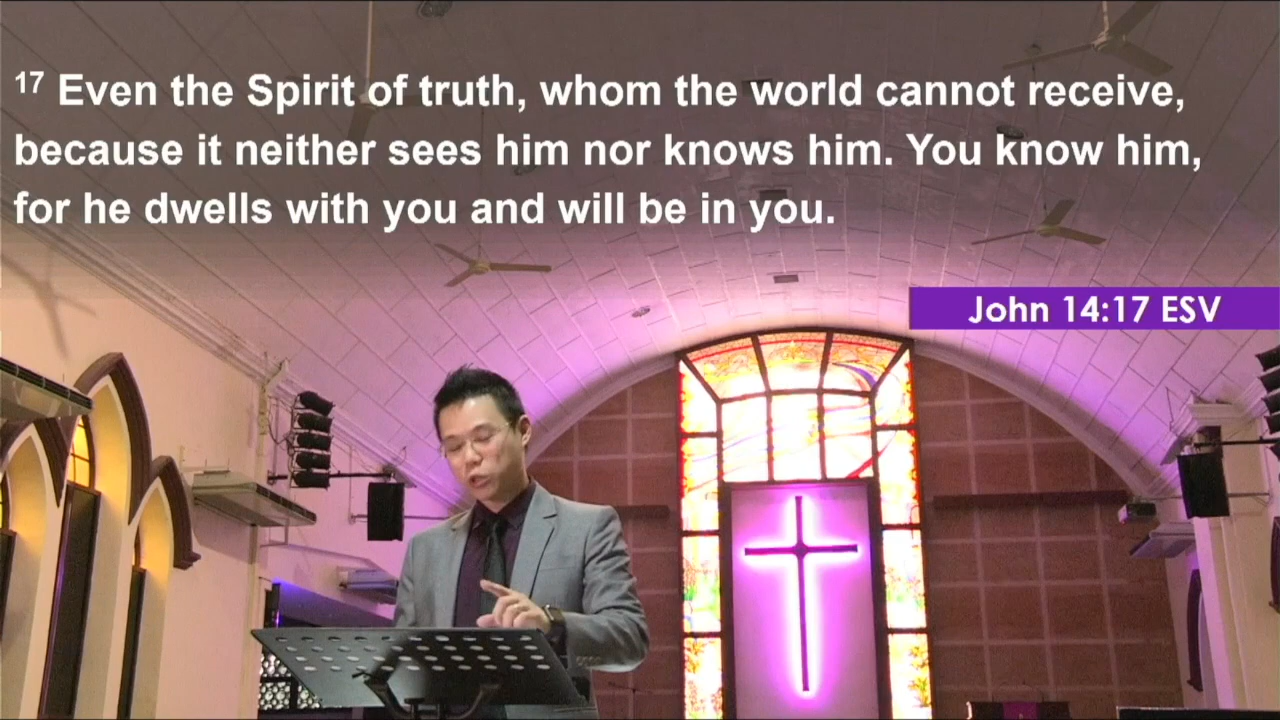 17 Even the Spirit of truth, whom the world cannot receive,
because it neither sees him nor knows him. You know him,
for he dwells with you and will be in you.
John 14:17 ESV